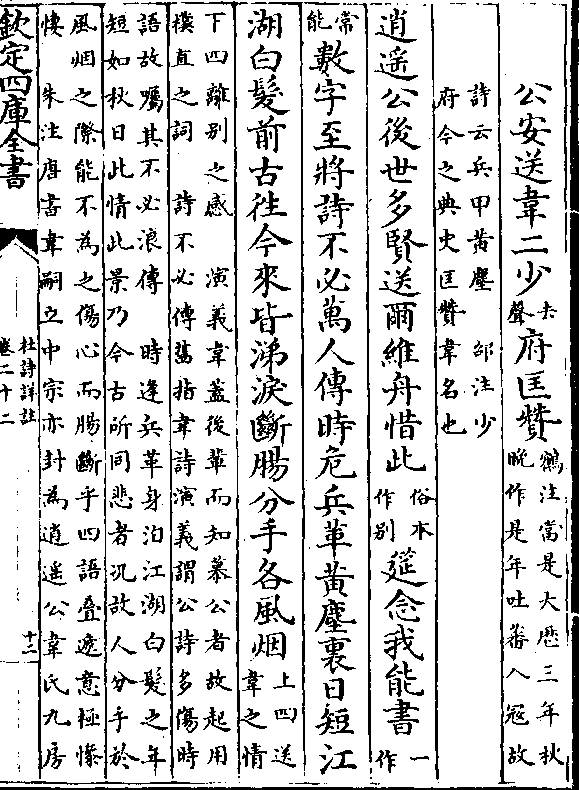 公安送韋二少去聲府匡贊鶴注當是大厯三年秋晚作是年吐蕃入冦故
詩云兵甲黄塵 邵注少府今之典史匡贊韋名也
逍遥公後世多賢送爾維舟惜此俗本作别筵念我能書一作
常能數字至將詩不必萬人傳時危兵革黄塵裏日短江
湖白髪前古徃今來皆涕淚斷腸分手各風烟上四送韋之情
下四離别之感 演義韋蓋後輩而知慕公者故起用
樸直之詞 詩不必傳舊指韋詩演義謂公詩多傷時
語故囑其不必浪傳 時逢兵革身泊江湖白髪之年
短如秋日此情此景乃今古所同悲者况故人分手於
風烟之際能不為之傷心而腸斷乎四語疊遞意極慘
悽 朱注唐書韋嗣立中宗亦封為逍遥公韋氏九房
欽定四庫全書
杜詩詳註
卷二十二
十三